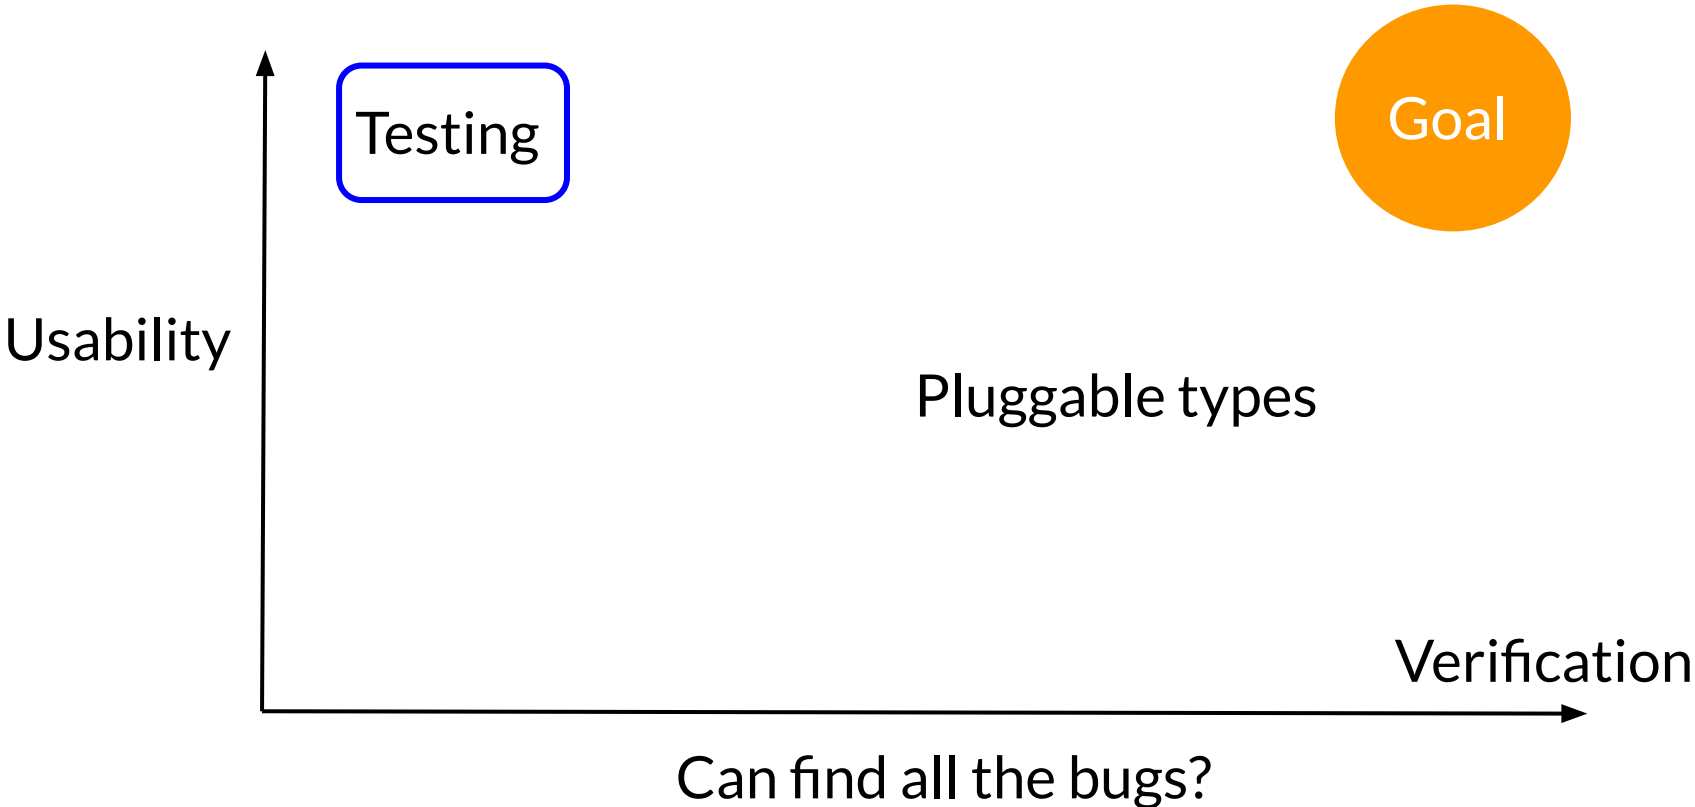 Testing
Goal
Usability
Pluggable types
Verification
Can find all the bugs?